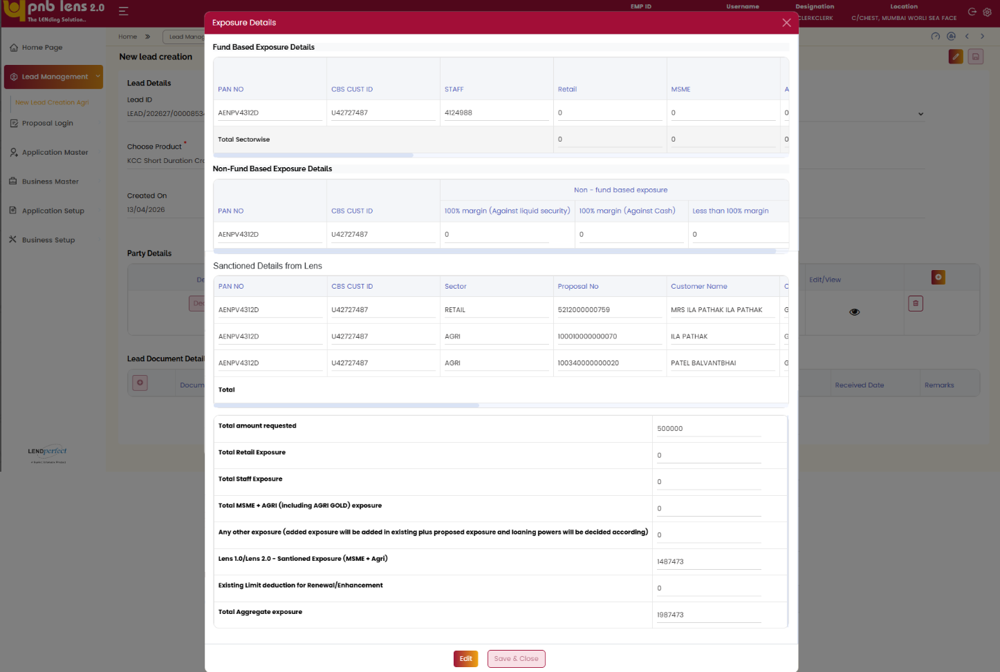 pnb lens 2.0
The LENding Solution..
EMP ID
Username
Designation
Location
CLERKCLERK
C/CHEST, MUMBAI WORLI SEA FACE
Home
Lead Manag
Home Page
Lead Management
New Lead Creation Agri
Proposal Login
Application Master
Business Master
Application Setup
Business Setup
LENDperfect
New lead creation
Lead Details
Lead ID
LEAD/202627/00008534
Choose Product *
KCC Short Duration Cro
Created On
13/04/2026
Party Details
De
Dec
Edit/View
Lead Document Detail
Docum
Received Date
Remarks
Exposure Details
Fund Based Exposure Details
PAN NO CBS CUST ID STAFF Retail MSME A
AENPV4312D U42727487 4124988 0 0 0
Total Sectorwise 0 0 0
Non-Fund Based Exposure Details
Non - fund based exposure
PAN NO CBS CUST ID 100% margin (Against liquid security) 100% margin (Against Cash) Less than 100% margin
AENPV4312D U42727487 0 0 0
Sanctioned Details from Lens
PAN NO CBS CUST ID Sector Proposal No Customer Name C
AENPV4312D U42727487 RETAIL 5212000000759 MRS ILA PATHAK ILA PATHAK G
AENPV4312D U42727487 AGRI 100010000000070 ILA PATHAK G
AENPV4312D U42727487 AGRI 100340000000020 PATEL BALVANTBHAI G
Total
Total amount requested 500000
Total Retail Exposure 0
Total Staff Exposure 0
Total MSME + AGRI (including AGRI GOLD) exposure 0
Any other exposure (added exposure will be added in existing plus proposed exposure and loaning powers will be decided according) 0
Lens 1.0/Lens 2.0 - Santioned Exposure (MSME + Agri) 1487473
Existing Limit deduction for Renewal/Enhancement 0
Total Aggregate exposure 1987473
Edit
Save & Close